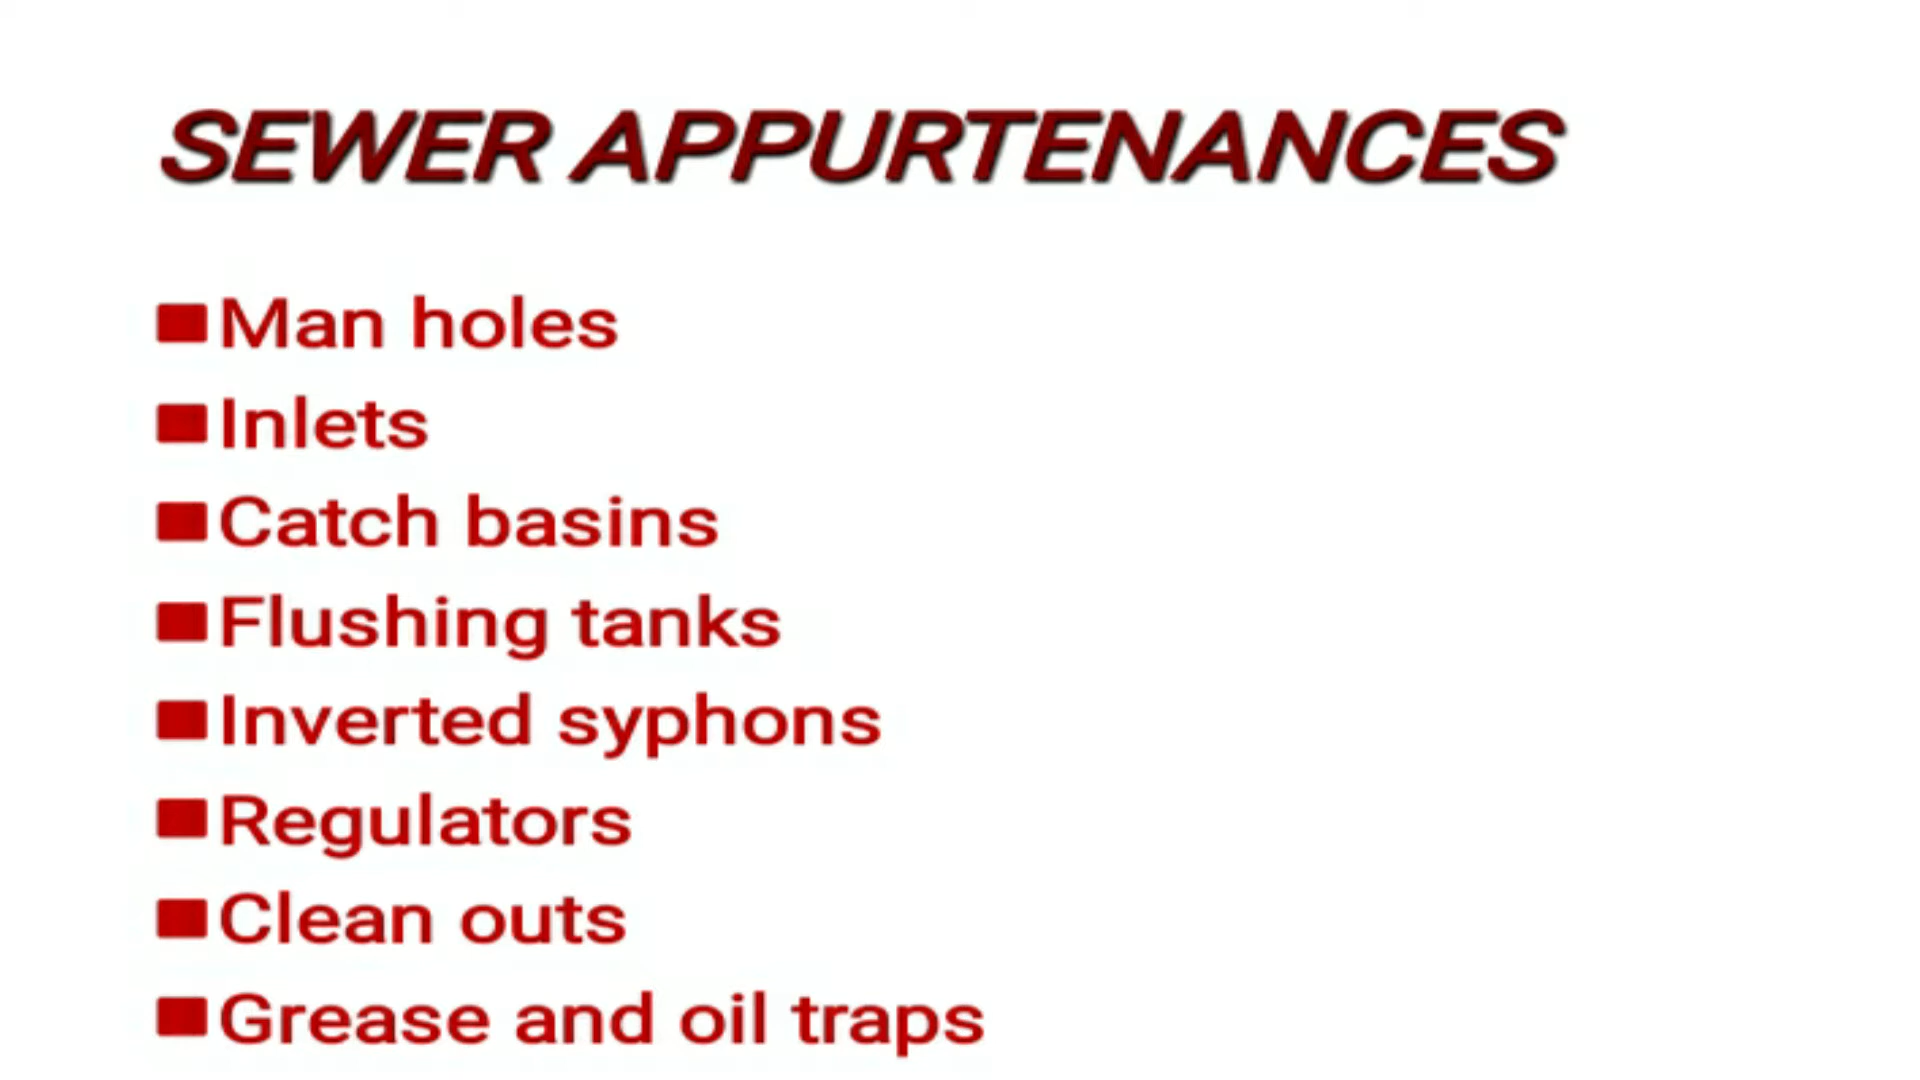 SEWER APPURTENANCES
Man holes
Inlets
Catch basins
Flushing tanks
Inverted syphons
Regulators
Clean outs
Grease and oil traps